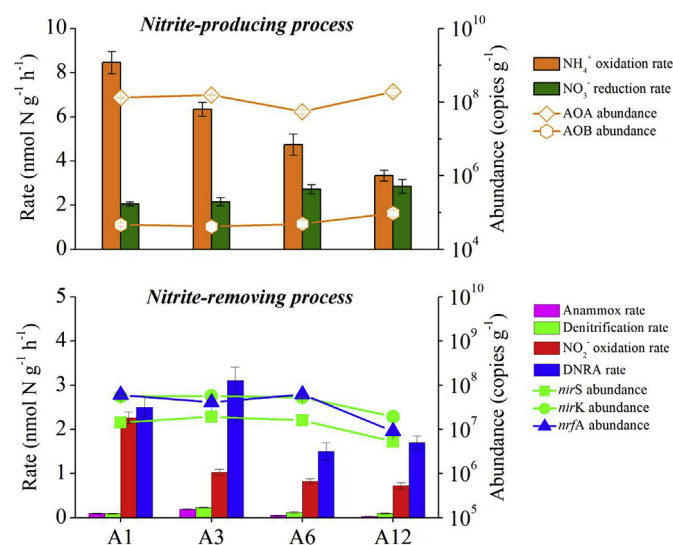 Nitrite-producing process
Rate (nmol N g⁻¹ h⁻¹)
10
8
6
4
2
0
10¹⁰
10⁸
10⁶
10⁴
Abundance (copies g⁻¹)
NH₄⁺ oxidation rate
NO₃⁻ reduction rate
AOA abundance
AOB abundance
Nitrite-removing process
Rate (nmol N g⁻¹ h⁻¹)
5
4
3
2
1
0
10¹⁰
10⁹
10⁸
10⁷
10⁶
10⁵
Abundance (copies g⁻¹)
Anammox rate
Denitrification rate
NO₂⁻ oxidation rate
DNRA rate
nirS abundance
nirK abundance
nrfA abundance
A1 A3 A6 A12